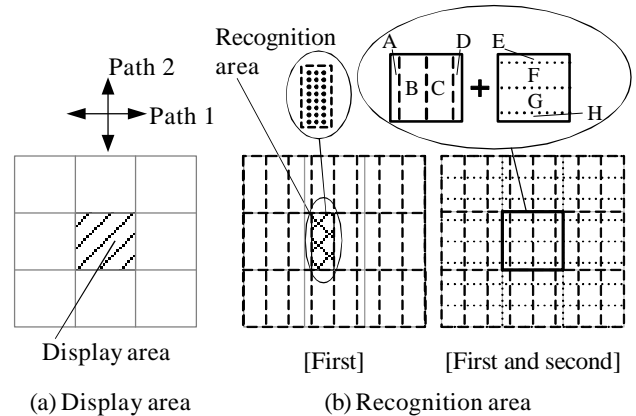 Path 2
Path 1
Display area
(a) Display area
Recognition
area
A
D
B
C
E
F
G
H
[First]
[First and second]
(b) Recognition area